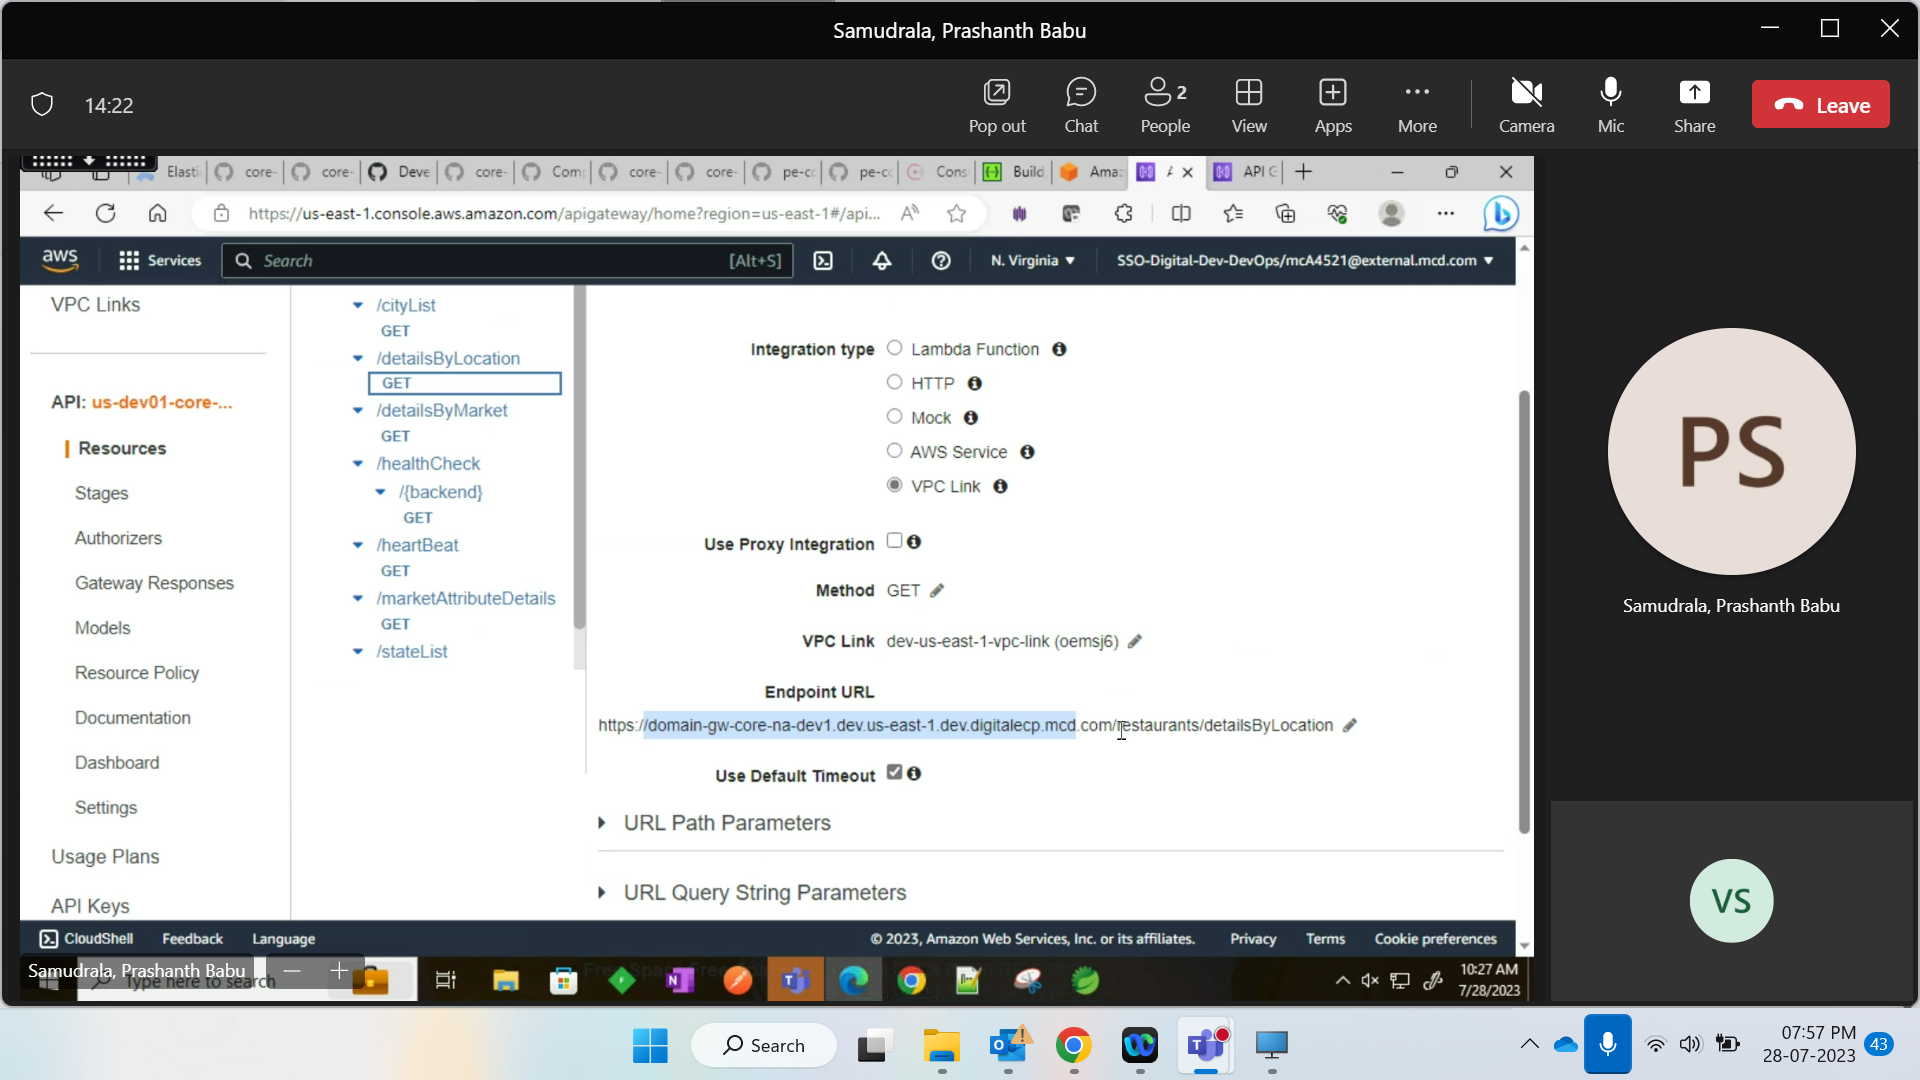 Samudrala, Prashanth Babu
14:22
Pop out
Chat
2
People
View
Apps
More
Camera
Mic
Share
Leave
Elasti
core-
core-
Deve
core-
Com
core-
core-
pe-cc
pe-cc
Cons
Build
Ama
API G
https://us-east-1.console.aws.amazon.com/apigateway/home?region=us-east-1#/api...
aws
Services
Search
[Alt+S]
N. Virginia
SSO-Digital-Dev-DevOps/mcA4521@external.mcd.com
VPC Links
API: us-dev01-core-...
Resources
Stages
Authorizers
Gateway Responses
Models
Resource Policy
Documentation
Dashboard
Settings
Usage Plans
API Keys
/cityList
GET
/detailsByLocation
GET
/detailsByMarket
GET
/healthCheck
/{backend}
GET
/heartBeat
GET
/marketAttributeDetails
GET
/stateList
Integration type
Lambda Function
HTTP
Mock
AWS Service
VPC Link
Use Proxy Integration
Method GET
VPC Link dev-us-east-1-vpc-link (oemsj6)
Endpoint URL
https://domain-gw-core-na-dev1.dev.us-east-1.dev.digitalecp.mcd.com/restaurants/detailsByLocation
Use Default Timeout
URL Path Parameters
URL Query String Parameters
CloudShell Feedback Language
© 2023, Amazon Web Services, Inc. or its affiliates. Privacy Terms Cookie preferences
Samudrala, Prashanth Babu
Type here to search
10:27 AM
7/28/2023
PS
Samudrala, Prashanth Babu
VS
Search
07:57 PM
28-07-2023
43